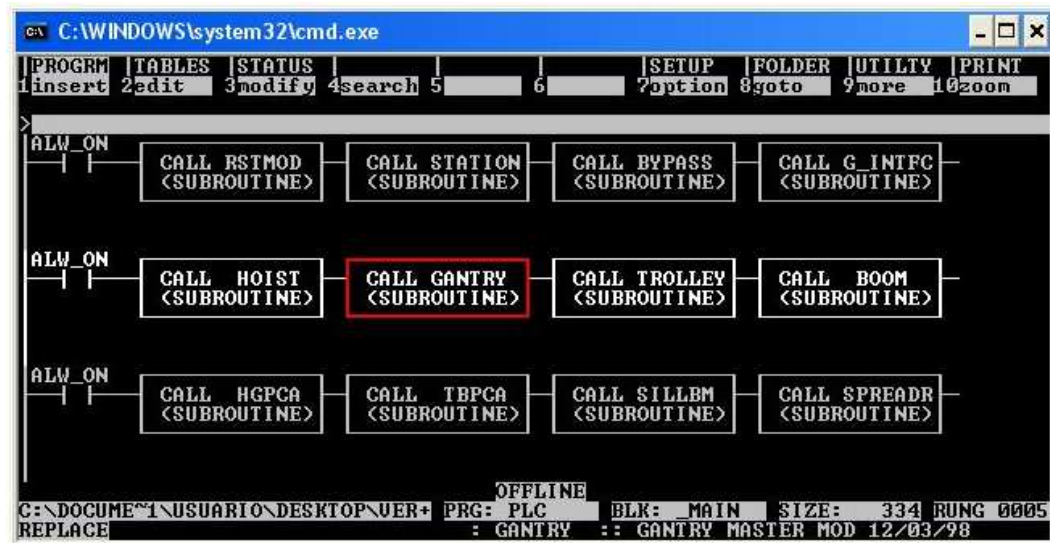 C:\WINDOWS\system32\cmd.exe
|PROGRM |TABLES |STATUS | | | |SETUP |FOLDER |UTILTY |PRINT
1insert 2edit 3modify 4search 5 6 7option 8goto 9more 10zoom
>
ALW_ON
CALL RSTMOD CALL STATION CALL BYPASS CALL G_INTFC
(SUBROUTINE) (SUBROUTINE) (SUBROUTINE) (SUBROUTINE)
ALW_ON
CALL HOIST CALL GANTRY CALL TROLLEY CALL BOOM
(SUBROUTINE) (SUBROUTINE) (SUBROUTINE) (SUBROUTINE)
ALW_ON
CALL HGPCA CALL TBPCA CALL SILLBM CALL SPREADR
(SUBROUTINE) (SUBROUTINE) (SUBROUTINE) (SUBROUTINE)
OFFLINE
C:\DOCUME~1\USUARIO\DESKTOP\VER+ PRG: PLC BLK: _MAIN SIZE: 334 RUNG 0005
REPLACE : GANTRY :: GANTRY MASTER MOD 12/03/98